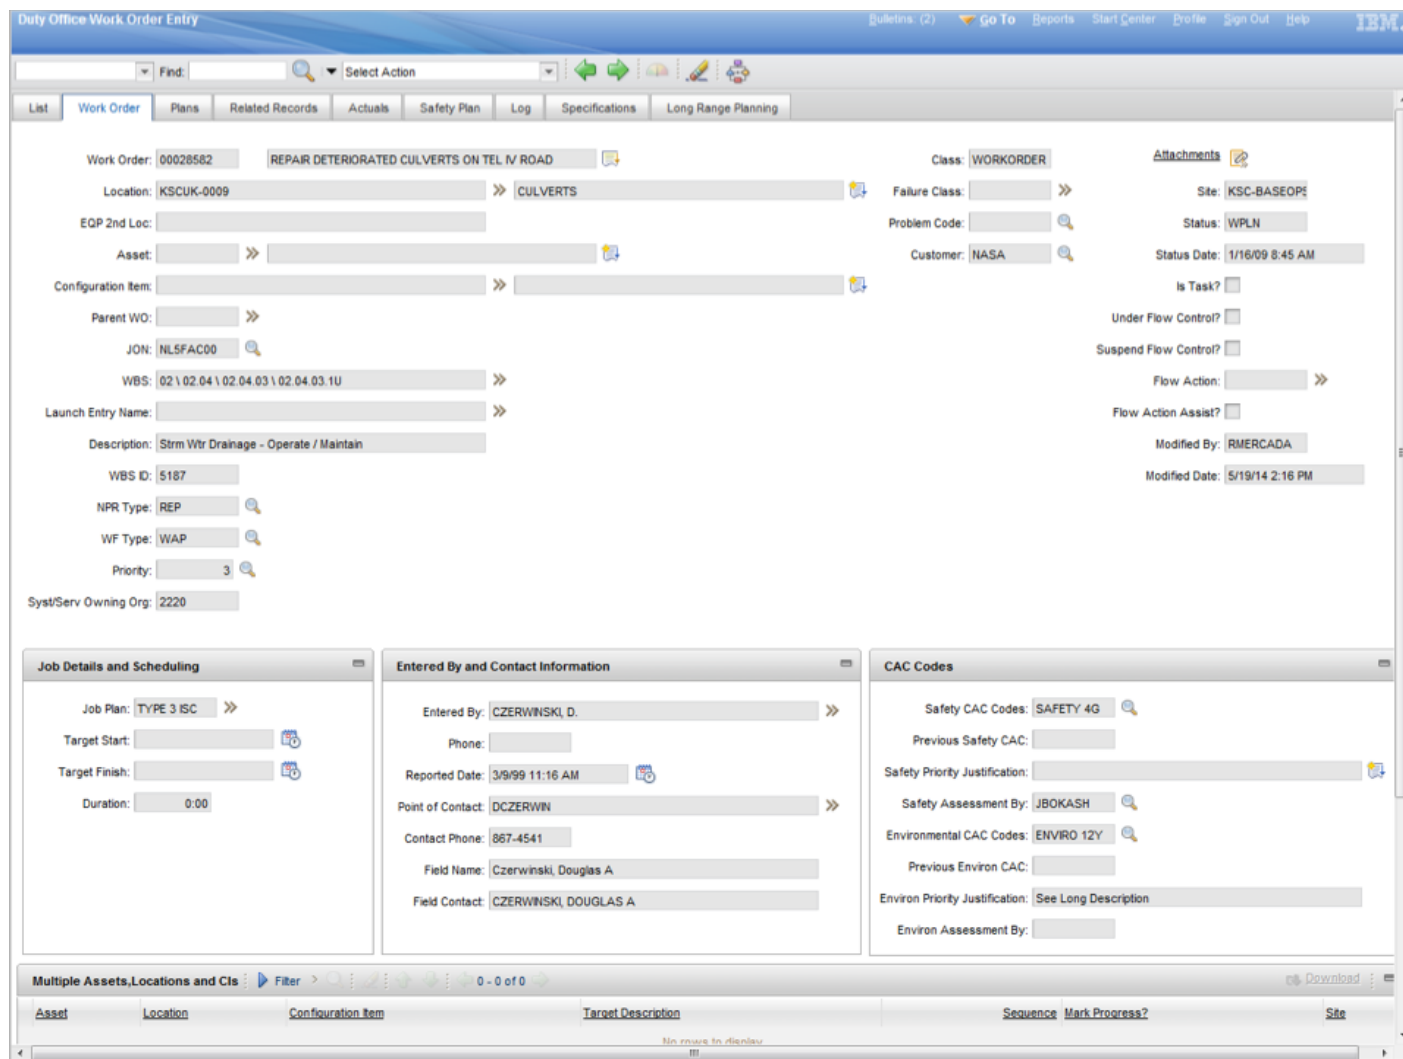 Duty Office Work Order Entry
Bulletins: (2) Go To Reports Start Center Profile Sign Out Help IBM.
Find: Select Action
List Work Order Plans Related Records Actuals Safety Plan Log Specifications Long Range Planning
Work Order: 00028582 REPAIR DETERIORATED CULVERTS ON TEL IV ROAD Class: WORKORDER Attachments
Location: KSCUK-0009 CULVERTS Failure Class: Site: KSC-BASEOPS
EQP 2nd Loc: Problem Code: Status: WPLN
Asset: Customer: NASA Status Date: 1/16/09 8:45 AM
Configuration Item: Is Task?
Parent WO: Under Flow Control?
JON: NL5FAC00 Suspend Flow Control?
WBS: 02 \ 02.04 \ 02.04.03 \ 02.04.03.1U Flow Action:
Launch Entry Name: Flow Action Assist?
Description: Strm Wtr Drainage - Operate / Maintain Modified By: RMERCADA
WBS ID: 5187 Modified Date: 5/19/14 2:16 PM
NPR Type: REP
WF Type: WAP
Priority: 3
Syst/Serv Owning Org: 2220
Job Details and Scheduling
Job Plan: TYPE 3 ISC
Target Start:
Target Finish:
Duration: 0:00
Entered By and Contact Information
Entered By: CZERWINSKI, D.
Phone:
Reported Date: 3/9/99 11:16 AM
Point of Contact: DCZERWIN
Contact Phone: 867-4541
Field Name: Czerwinski, Douglas A
Field Contact: CZERWINSKI, DOUGLAS A
CAC Codes
Safety CAC Codes: SAFETY 4G
Previous Safety CAC:
Safety Priority Justification:
Safety Assessment By: JBOKASH
Environmental CAC Codes: ENVIRO 12Y
Previous Environ CAC:
Environ Priority Justification: See Long Description
Environ Assessment By:
Multiple Assets,Locations and CIs Filter 0 - 0 of 0 Download
Asset Location Configuration Item Target Description Sequence Mark Progress? Site
No rows to display